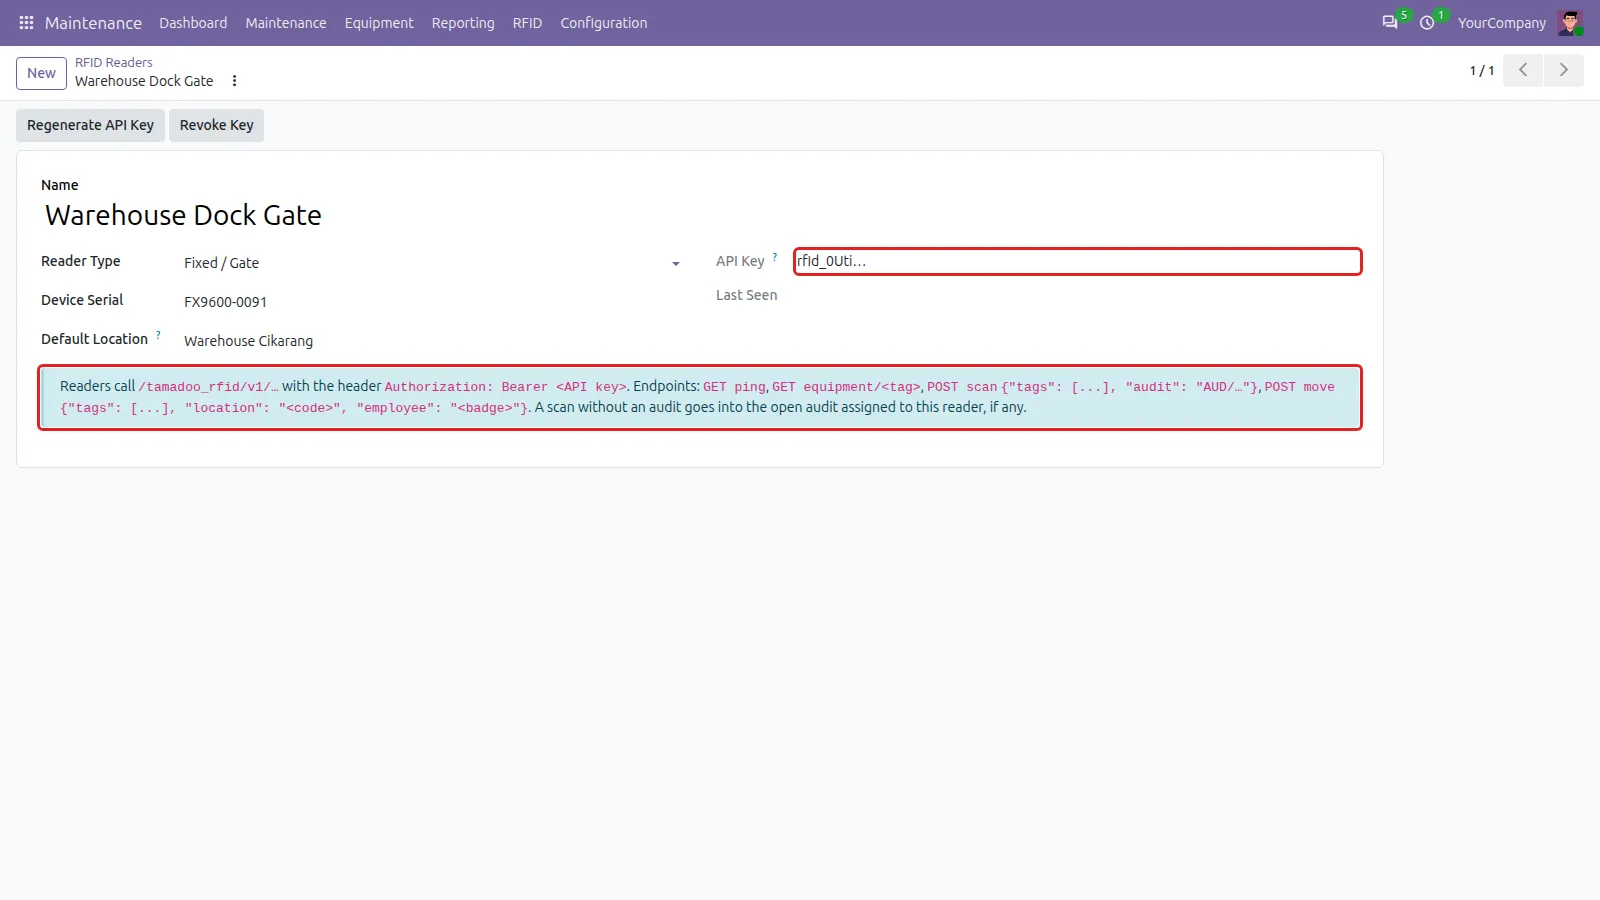 Maintenance Dashboard Maintenance Equipment Reporting RFID Configuration 5 1 YourCompany
New RFID Readers
Warehouse Dock Gate 1 / 1
Regenerate API Key Revoke Key
Name
Warehouse Dock Gate
Reader Type Fixed / Gate API Key ? rfid_0Uti…
Device Serial FX9600-0091 Last Seen
Default Location ? Warehouse Cikarang
Readers call /tamadoo_rfid/v1/… with the header Authorization: Bearer <API key>. Endpoints: GET ping, GET equipment/<tag>, POST scan {"tags": [...], "audit": "AUD/…"}, POST move
{"tags": [...], "location": "<code>", "employee": "<badge>"}. A scan without an audit goes into the open audit assigned to this reader, if any.